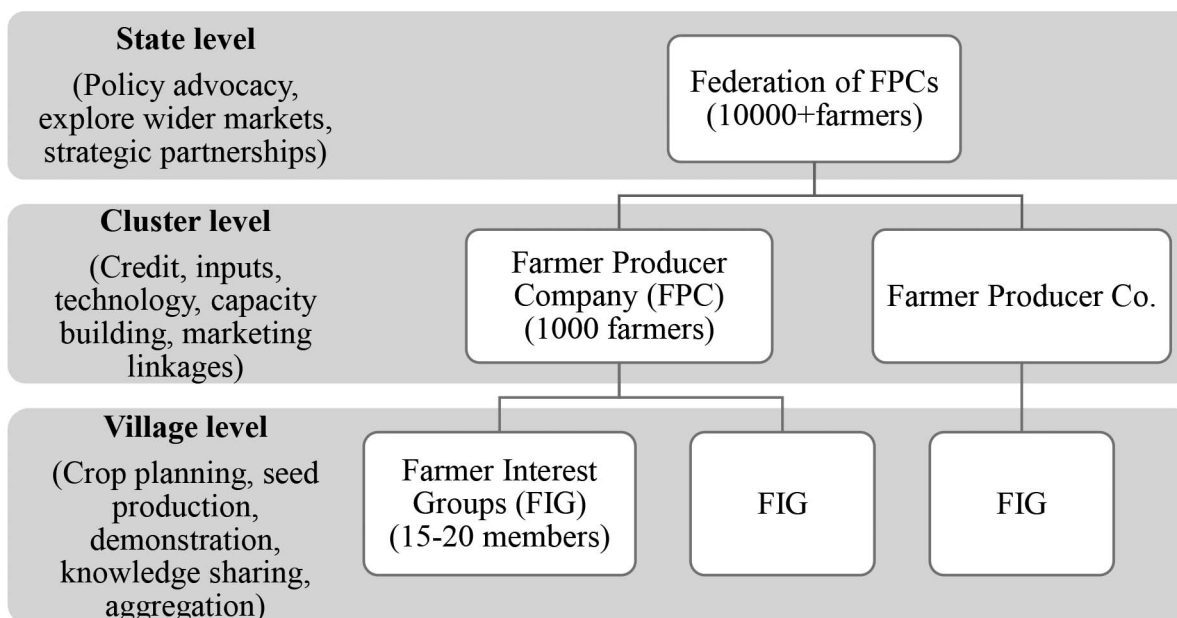 State level
(Policy advocacy,
explore wider markets,
strategic partnerships)
Federation of FPCs
(10000+farmers)
Cluster level
(Credit, inputs,
technology, capacity
building, marketing
linkages)
Farmer Producer
Company (FPC)
(1000 farmers)
Farmer Producer Co.
Village level
(Crop planning, seed
production,
demonstration,
knowledge sharing,
aggregation)
Farmer Interest
Groups (FIG)
(15-20 members)
FIG
FIG